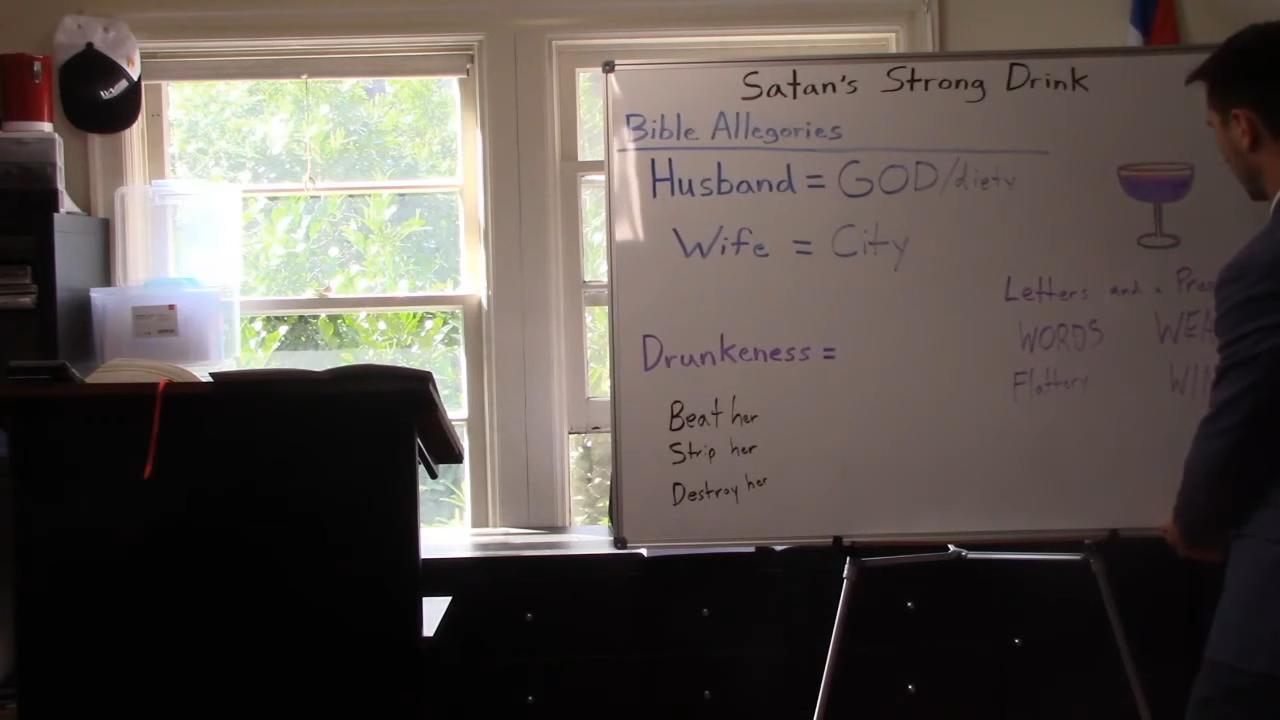 Satan's Strong Drink
Bible Allegories
Husband = GOD/diety
Wife = City
Drunkeness =
Beat her
Strip her
Destroy her
Letters and a
WORDS
Flattery